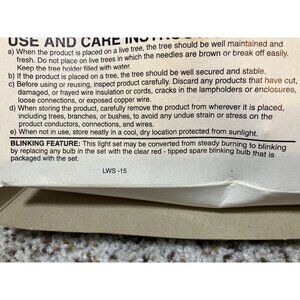 USE AND CARE INSTRUC
a) When the product is placed on a live tree, the tree should be well maintained and
fresh. Do not place on live trees in which the needles are brown or break off easily.
Keep the tree holder filled with water.
b) If the product is placed on a tree, the tree should be well secured and stable.
c) Before using or reusing, inspect product carefully. Discard any products that have cut,
damaged, or frayed wire insulation or cords, cracks in the lampholders or enclosures,
loose connections, or exposed copper wire.
d) When storing the product, carefully remove the product from wherever it is placed,
including trees, branches, or bushes, to avoid any undue strain or stress on the
product conductors, connections, and wires.
e) When not in use, store neatly in a cool, dry location protected from sunlight.
BLINKING FEATURE: This light set may be converted from steady burning to blinking
by replacing any bulb in the set with the clear red - tipped spare blinking bulb that is
packaged with the set.
LWS -15